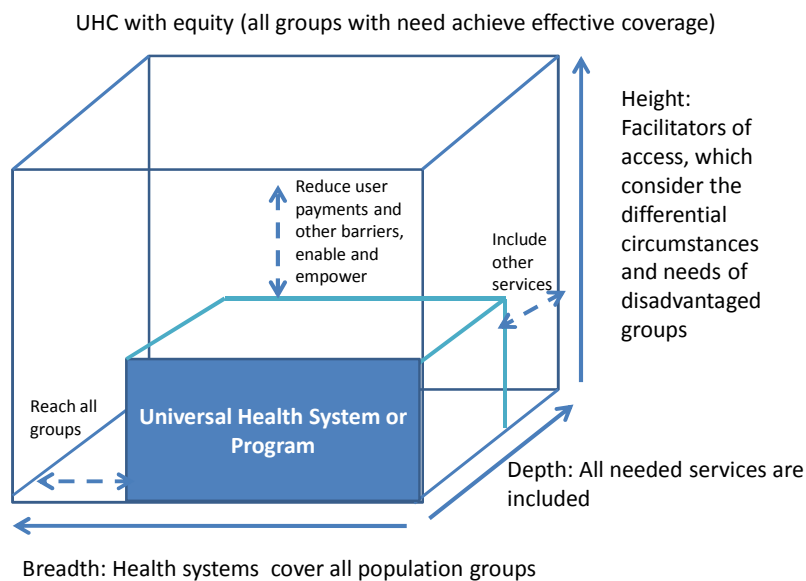 UHC with equity (all groups with need achieve effective coverage)
Height:
Facilitators of
access, which
consider the
differential
circumstances
and needs of
disadvantaged
groups
Reduce user
payments and
other barriers,
enable and
empower
Include
other
services
Reach all
groups
Universal Health System or
Program
Depth: All needed services are
included
Breadth: Health systems cover all population groups